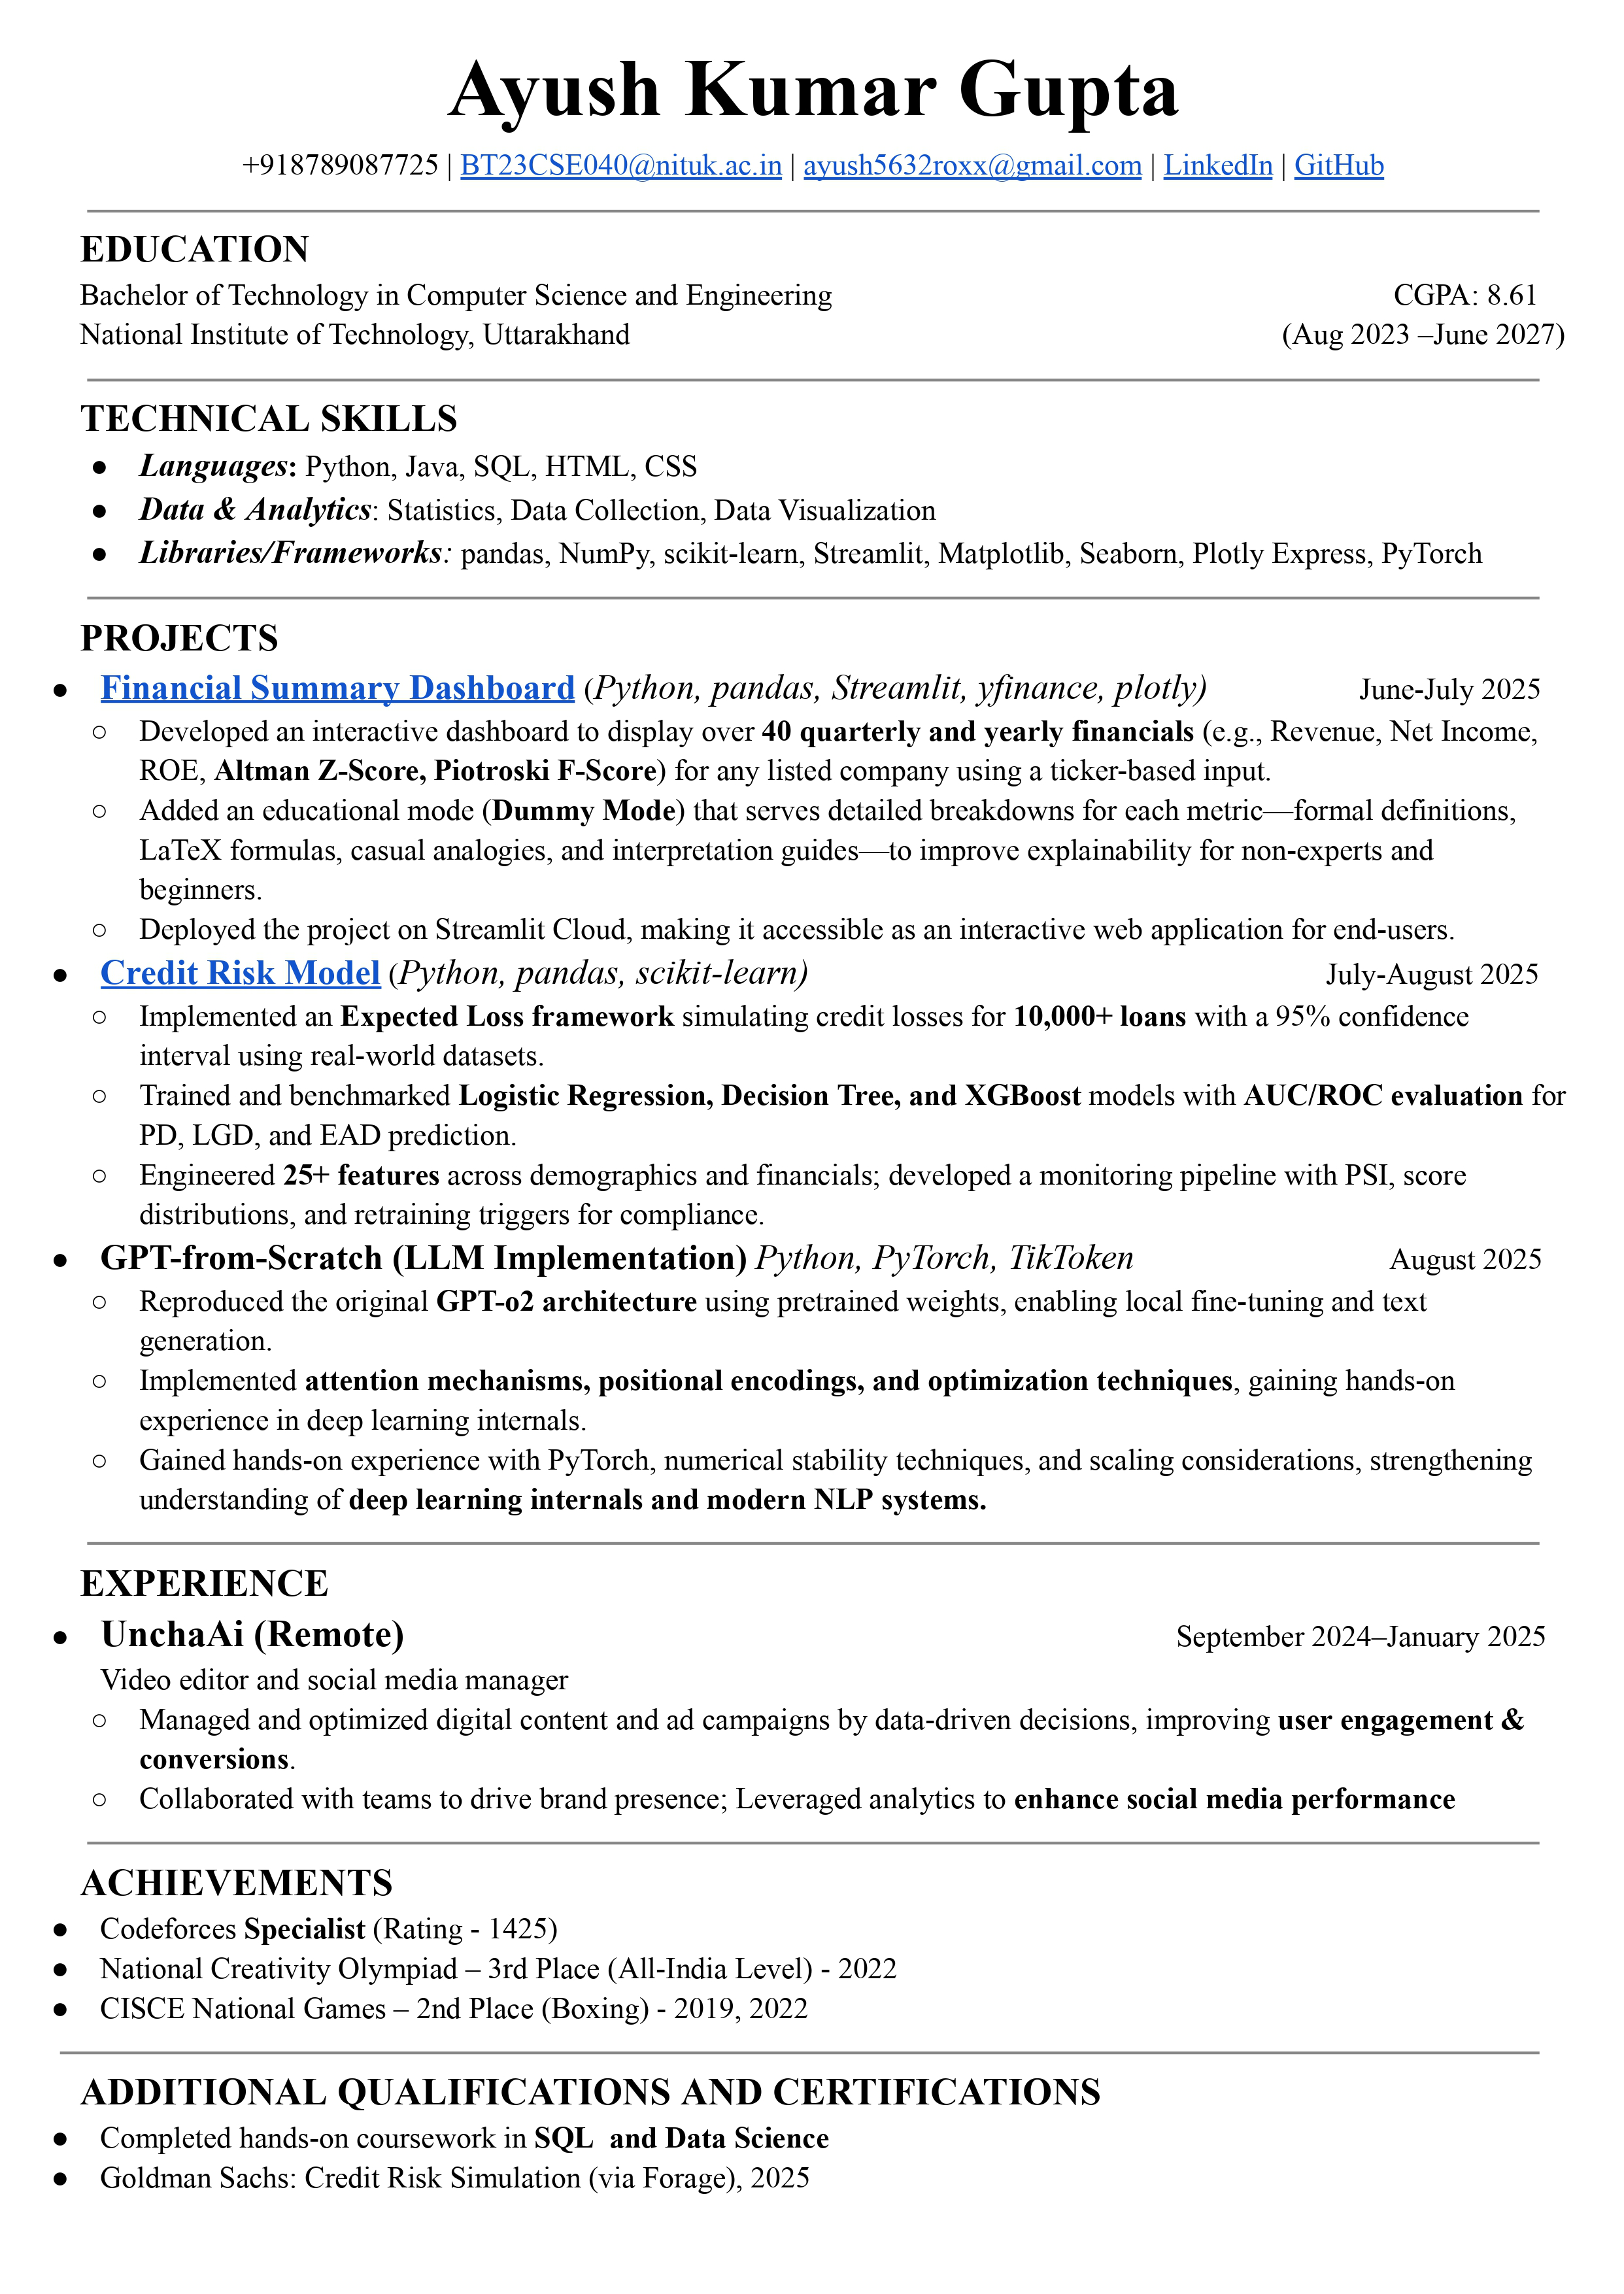 Ayush Kumar Gupta
+918789087725 | BT23CSE040@nituk.ac.in | ayush5632roxx@gmail.com | LinkedIn | GitHub
EDUCATION
Bachelor of Technology in Computer Science and Engineering CGPA: 8.61
National Institute of Technology, Uttarakhand (Aug 2023 –June 2027)
TECHNICAL SKILLS
● Languages: Python, Java, SQL, HTML, CSS
● Data & Analytics: Statistics, Data Collection, Data Visualization
● Libraries/Frameworks: pandas, NumPy, scikit-learn, Streamlit, Matplotlib, Seaborn, Plotly Express, PyTorch
PROJECTS
● Financial Summary Dashboard (Python, pandas, Streamlit, yfinance, plotly) June-July 2025
○ Developed an interactive dashboard to display over 40 quarterly and yearly financials (e.g., Revenue, Net Income,
ROE, Altman Z-Score, Piotroski F-Score) for any listed company using a ticker-based input.
○ Added an educational mode (Dummy Mode) that serves detailed breakdowns for each metric—formal definitions,
LaTeX formulas, casual analogies, and interpretation guides—to improve explainability for non-experts and
beginners.
○ Deployed the project on Streamlit Cloud, making it accessible as an interactive web application for end-users.
● Credit Risk Model (Python, pandas, scikit-learn) July-August 2025
○ Implemented an Expected Loss framework simulating credit losses for 10,000+ loans with a 95% confidence
interval using real-world datasets.
○ Trained and benchmarked Logistic Regression, Decision Tree, and XGBoost models with AUC/ROC evaluation for
PD, LGD, and EAD prediction.
○ Engineered 25+ features across demographics and financials; developed a monitoring pipeline with PSI, score
distributions, and retraining triggers for compliance.
● GPT-from-Scratch (LLM Implementation) Python, PyTorch, TikToken August 2025
○ Reproduced the original GPT-o2 architecture using pretrained weights, enabling local fine-tuning and text
generation.
○ Implemented attention mechanisms, positional encodings, and optimization techniques, gaining hands-on
experience in deep learning internals.
○ Gained hands-on experience with PyTorch, numerical stability techniques, and scaling considerations, strengthening
understanding of deep learning internals and modern NLP systems.
EXPERIENCE
● UnchaAi (Remote) September 2024–January 2025
Video editor and social media manager
○ Managed and optimized digital content and ad campaigns by data-driven decisions, improving user engagement &
conversions.
○ Collaborated with teams to drive brand presence; Leveraged analytics to enhance social media performance
ACHIEVEMENTS
● Codeforces Specialist (Rating - 1425)
● National Creativity Olympiad – 3rd Place (All-India Level) - 2022
● CISCE National Games – 2nd Place (Boxing) - 2019, 2022
ADDITIONAL QUALIFICATIONS AND CERTIFICATIONS
● Completed hands-on coursework in SQL  and Data Science
● Goldman Sachs: Credit Risk Simulation (via Forage), 2025